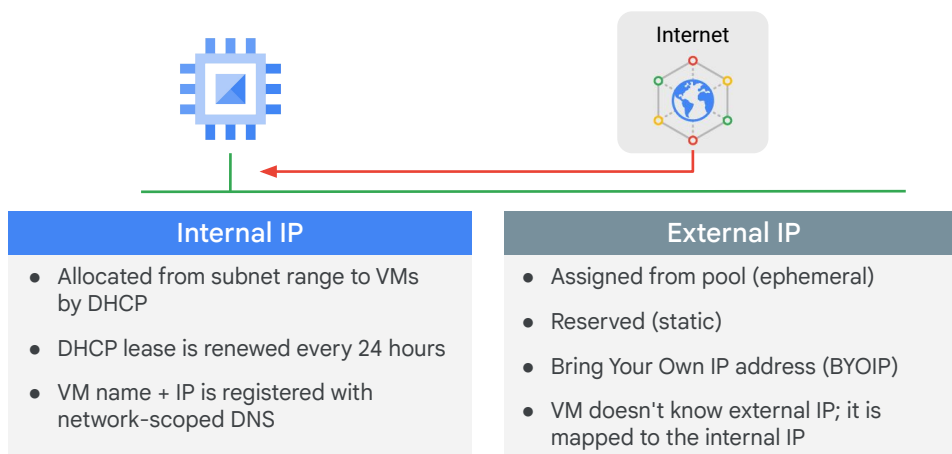 Internet
Internal IP
● Allocated from subnet range to VMs
by DHCP
● DHCP lease is renewed every 24 hours
● VM name + IP is registered with
network-scoped DNS
External IP
● Assigned from pool (ephemeral)
● Reserved (static)
● Bring Your Own IP address (BYOIP)
● VM doesn't know external IP; it is
mapped to the internal IP